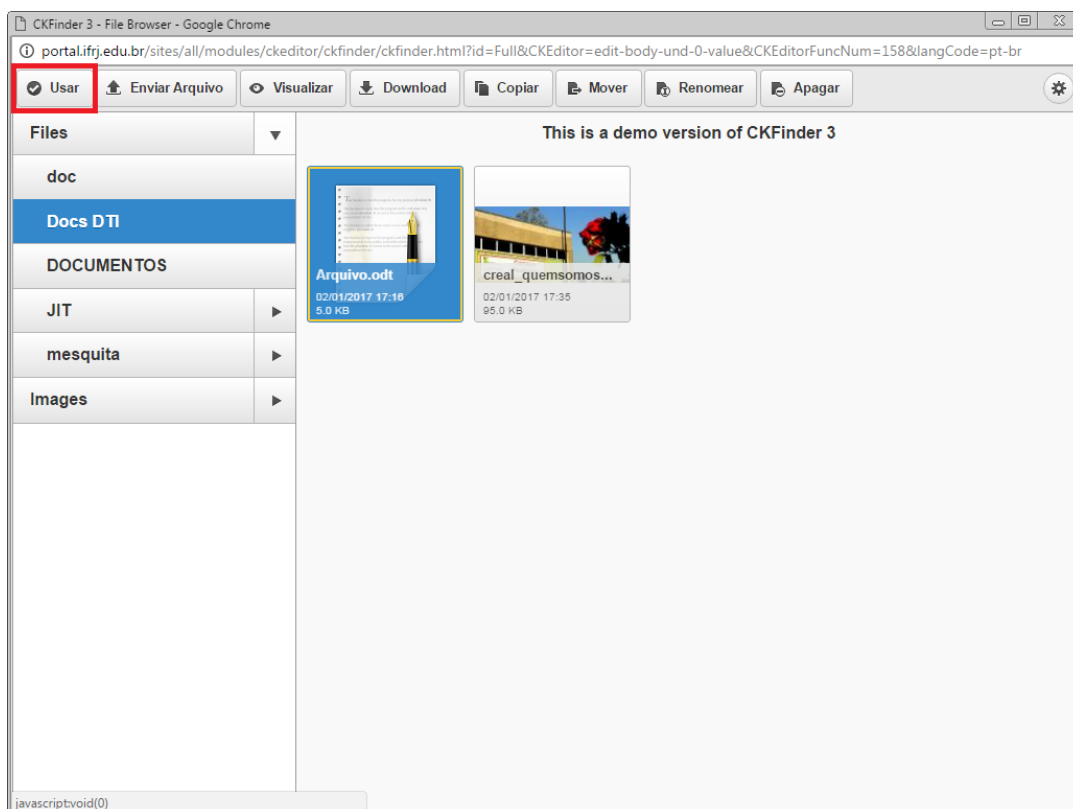 CKFinder 3 - File Browser - Google Chrome
portal.ifrj.edu.br/sites/all/modules/ckeditor/ckfinder/ckfinder.html?id=Full&CKEditor=edit-body-und-0-value&CKEditorFuncNum=158&langCode=pt-br
Usar Enviar Arquivo Visualizar Download Copiar Mover Renomear Apagar
Files
This is a demo version of CKFinder 3
doc
Docs DTI
DOCUMENTOS
JIT
mesquita
Images
Arquivo.odt
02/01/2017 17:16
5.0 KB
creal_quemsomos...
02/01/2017 17:35
95.0 KB
javascript:void(0)